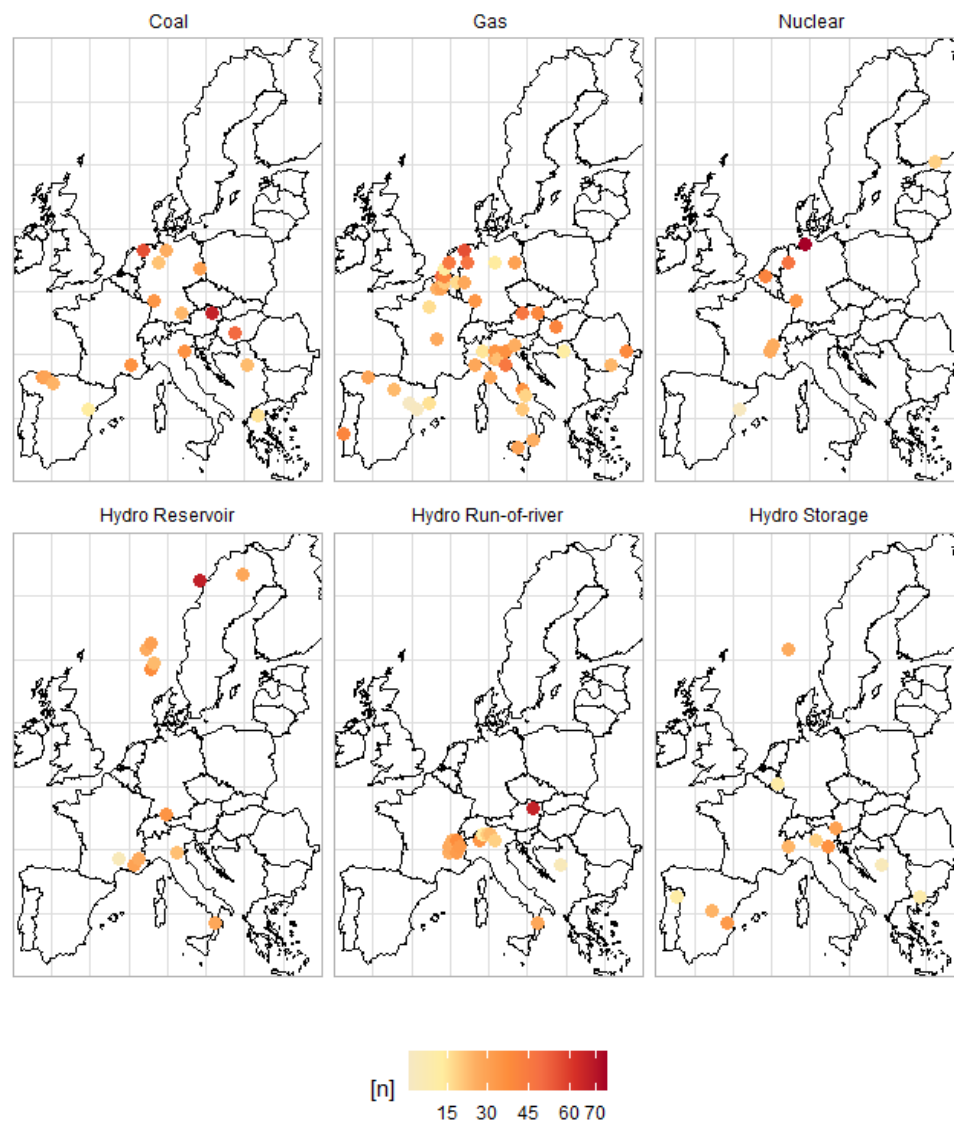 Coal Gas Nuclear
Hydro Reservoir Hydro Run-of-river Hydro Storage
[n]
15 30 45 60 70